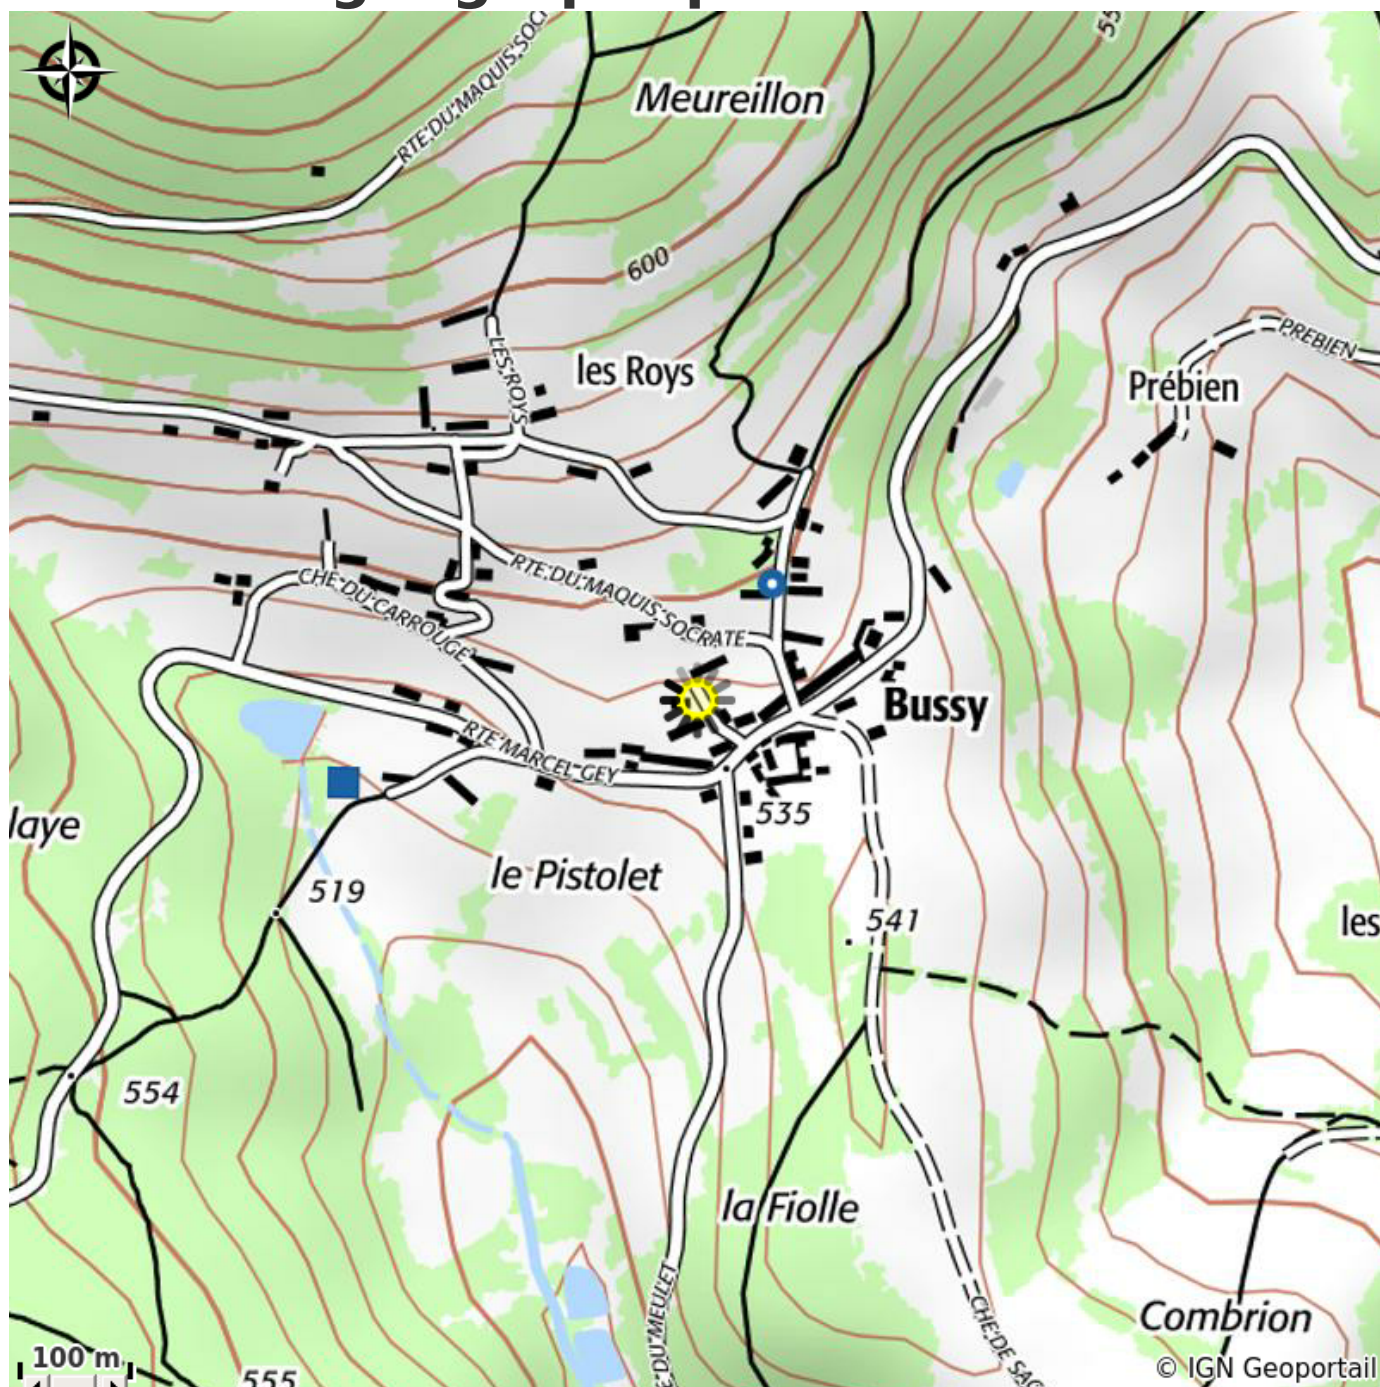 RTE DU MAQUIS SOC
55
Meureillon
600
LES ROYS
les Roys
PREBIEN
Prébien
RTE DU MAQUIS SOCRATE
CHE DU CARROUGE
Bussy
RTE MARCEL GEY
535
laye
le Pistolet
519
541
les
554
la Fiolle
DU MEULET
CHE DE SAC
Combrion
100 m
555
© IGN Geoportail